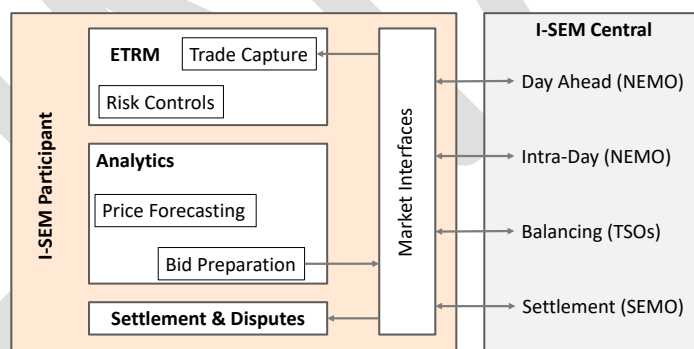 I-SEM Participant
ETRM
Trade Capture
Risk Controls
Analytics
Price Forecasting
Bid Preparation
Settlement & Disputes
Market Interfaces
I-SEM Central
Day Ahead (NEMO)
Intra-Day (NEMO)
Balancing (TSOs)
Settlement (SEMO)